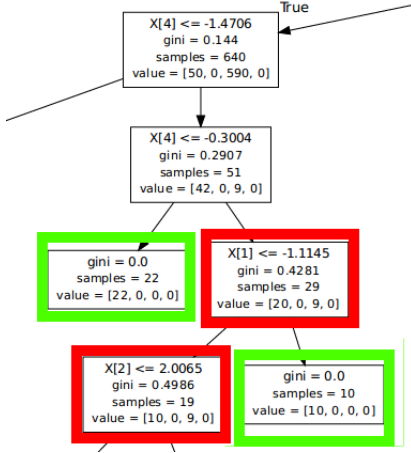 True
X[4] <= -1.4706
gini = 0.144
samples = 640
value = [50, 0, 590, 0]
X[4] <= -0.3004
gini = 0.2907
samples = 51
value = [42, 0, 9, 0]
gini = 0.0
samples = 22
value = [22, 0, 0, 0]
X[1] <= -1.1145
gini = 0.4281
samples = 29
value = [20, 0, 9, 0]
X[2] <= 2.0065
gini = 0.4986
samples = 19
value = [10, 0, 9, 0]
gini = 0.0
samples = 10
value = [10, 0, 0, 0]